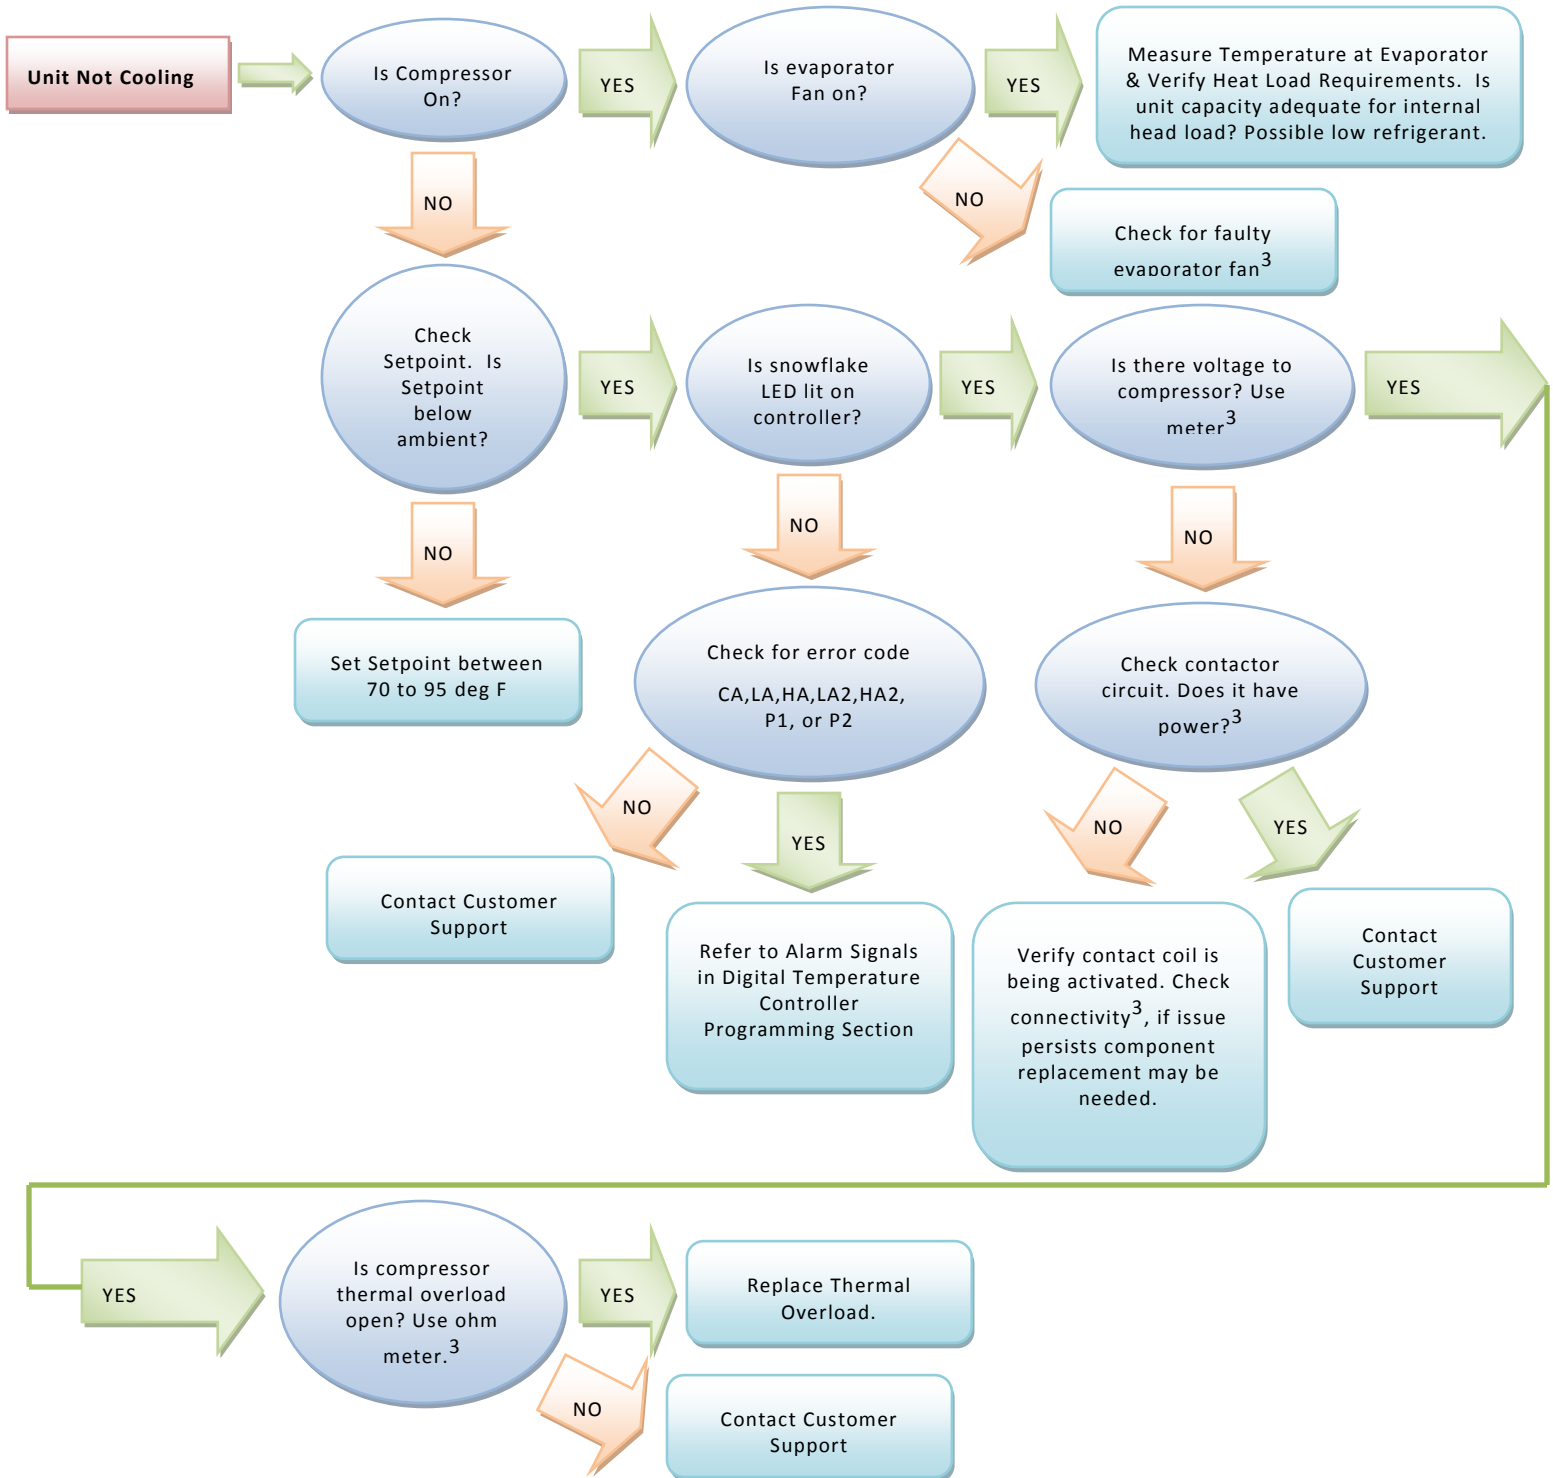 Unit Not Cooling
Is Compressor
On?
YES
Is evaporator
Fan on?
YES
Measure Temperature at Evaporator
& Verify Heat Load Requirements. Is
unit capacity adequate for internal
head load? Possible low refrigerant.
NO
NO
Check for faulty
evaporator fan3
Check
Setpoint. Is
Setpoint
below
ambient?
YES
Is snowflake
LED lit on
controller?
YES
Is there voltage to
compressor? Use
meter3
YES
NO
NO
NO
Set Setpoint between
70 to 95 deg F
Check for error code
CA,LA,HA,LA2,HA2,
P1, or P2
Check contactor
circuit. Does it have
power?3
NO
YES
NO
YES
Contact Customer
Support
Refer to Alarm Signals
in Digital Temperature
Controller
Programming Section
Verify contact coil is
being activated. Check
connectivity3, if issue
persists component
replacement may be
needed.
Contact
Customer
Support
YES
Is compressor
thermal overload
open? Use ohm
meter.3
YES
Replace Thermal
Overload.
NO
Contact Customer
Support